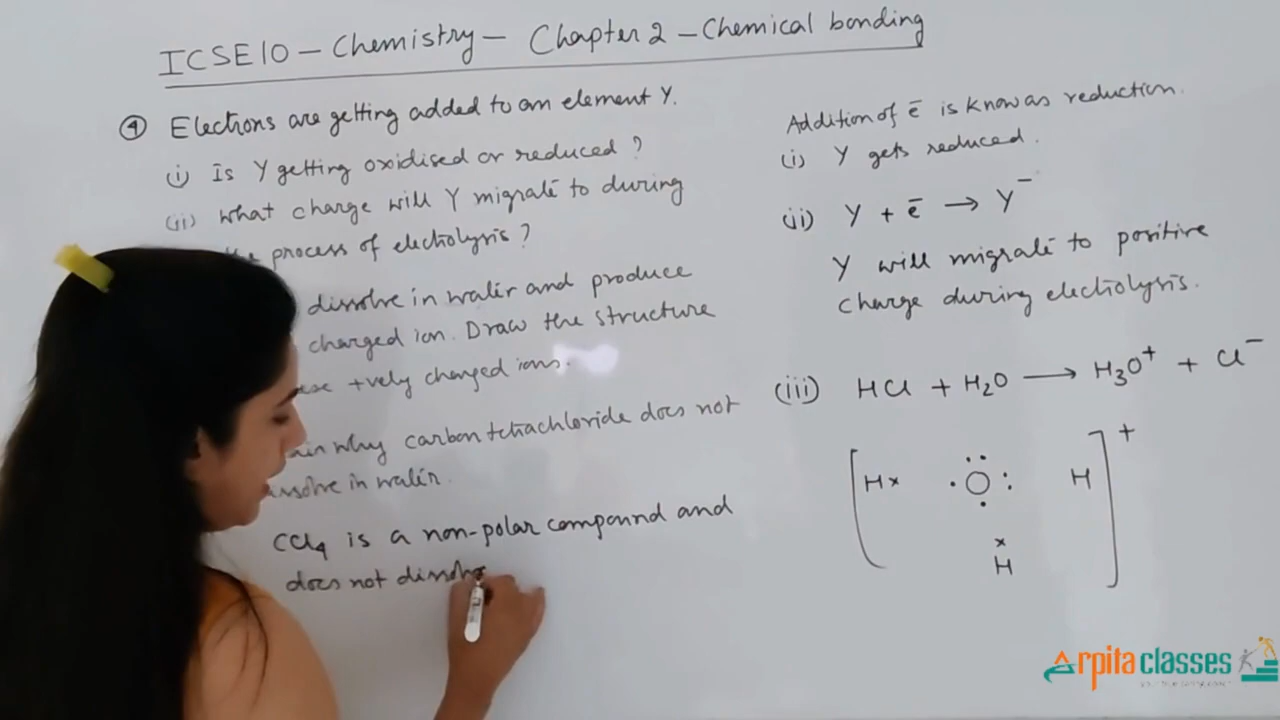 ICSE 10 - Chemistry - Chapter 2 - Chemical bonding
④ Electrons are getting added to an element Y.
(i) Is Y getting oxidised or reduced ?
(ii) What charge will Y migrate to during
process of electrolysis ?
dissolve in water and produce
charged ion. Draw the structure
+vely charged ions.
why carbon tetrachloride does not
in water.
CCl4 is a non-polar compound and
does not dissolve
Addition of ē is know as reduction.
(i) Y gets reduced.
(ii) Y + ē → Y⁻
Y will migrate to positive
charge during electrolysis.
(iii) HCl + H2O → H3O⁺ + Cl⁻
[ H× ·O: H ]⁺
×
H
Arpita classes